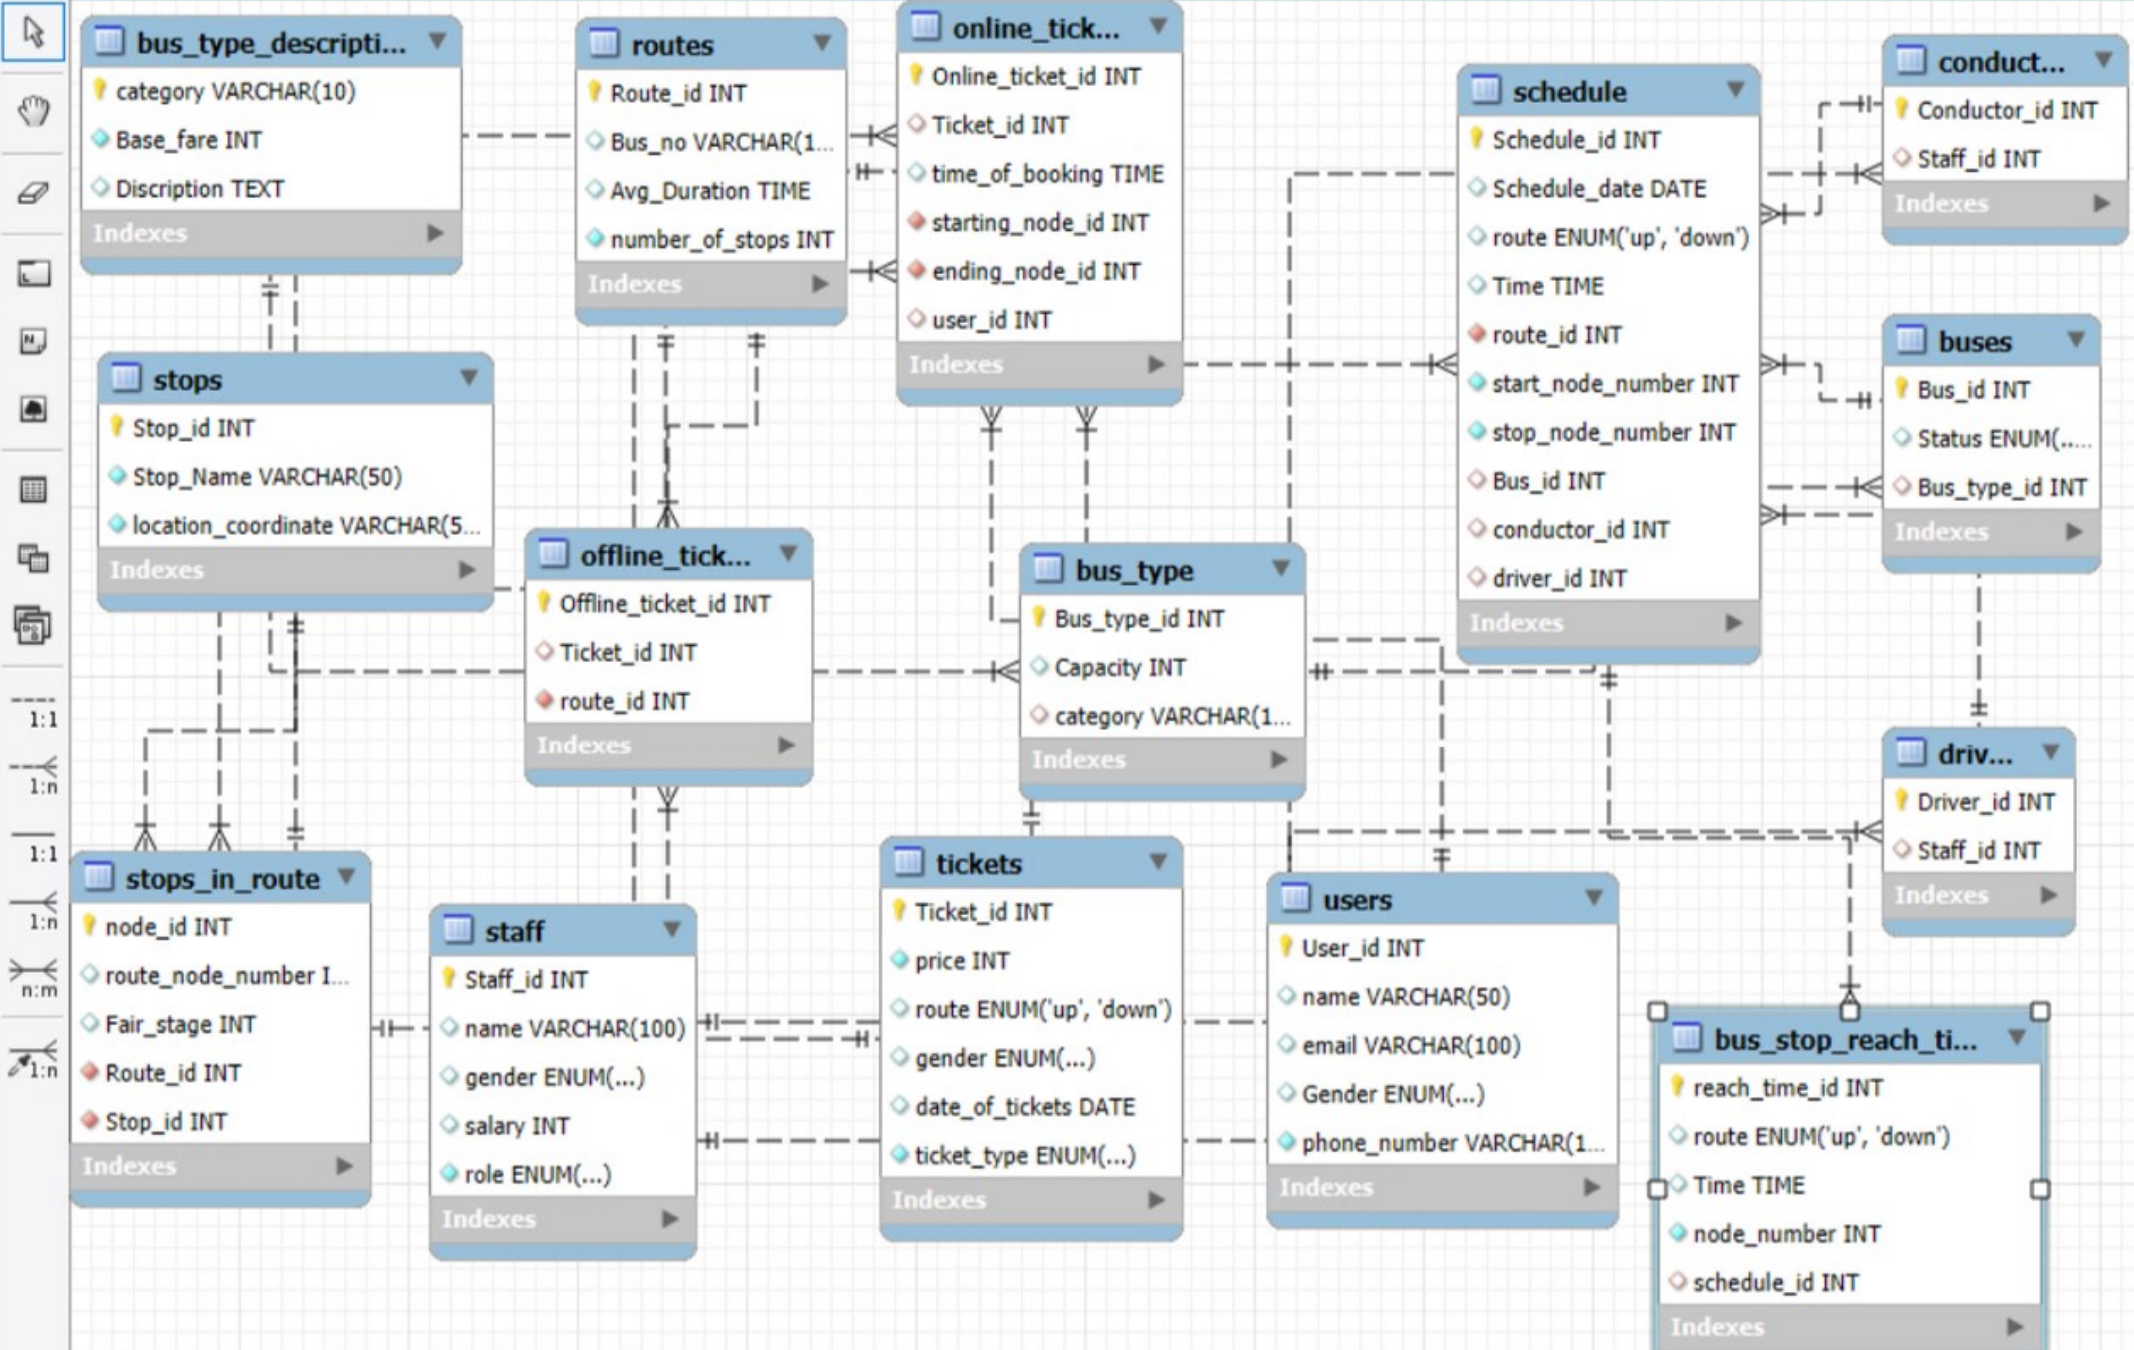 bus_type_descripti...
category VARCHAR(10)
Base_fare INT
Discription TEXT
Indexes
routes
Route_id INT
Bus_no VARCHAR(1...
Avg_Duration TIME
number_of_stops INT
Indexes
online_tick...
Online_ticket_id INT
Ticket_id INT
time_of_booking TIME
starting_node_id INT
ending_node_id INT
user_id INT
Indexes
schedule
Schedule_id INT
Schedule_date DATE
route ENUM('up', 'down')
Time TIME
route_id INT
start_node_number INT
stop_node_number INT
Bus_id INT
conductor_id INT
driver_id INT
Indexes
conduct...
Conductor_id INT
Staff_id INT
Indexes
buses
Bus_id INT
Status ENUM(.....
Bus_type_id INT
Indexes
stops
Stop_id INT
Stop_Name VARCHAR(50)
location_coordinate VARCHAR(5...
Indexes
offline_tick...
Offline_ticket_id INT
Ticket_id INT
route_id INT
Indexes
bus_type
Bus_type_id INT
Capacity INT
category VARCHAR(1...
Indexes
driv...
Driver_id INT
Staff_id INT
Indexes
stops_in_route
node_id INT
route_node_number I...
Fair_stage INT
Route_id INT
Stop_id INT
Indexes
staff
Staff_id INT
name VARCHAR(100)
gender ENUM(...)
salary INT
role ENUM(...)
Indexes
tickets
Ticket_id INT
price INT
route ENUM('up', 'down')
gender ENUM(...)
date_of_tickets DATE
ticket_type ENUM(...)
Indexes
users
User_id INT
name VARCHAR(50)
email VARCHAR(100)
Gender ENUM(...)
phone_number VARCHAR(1...
Indexes
bus_stop_reach_ti...
reach_time_id INT
route ENUM('up', 'down')
Time TIME
node_number INT
schedule_id INT
Indexes
1:1
1:n
1:1
1:n
n:m
1:n